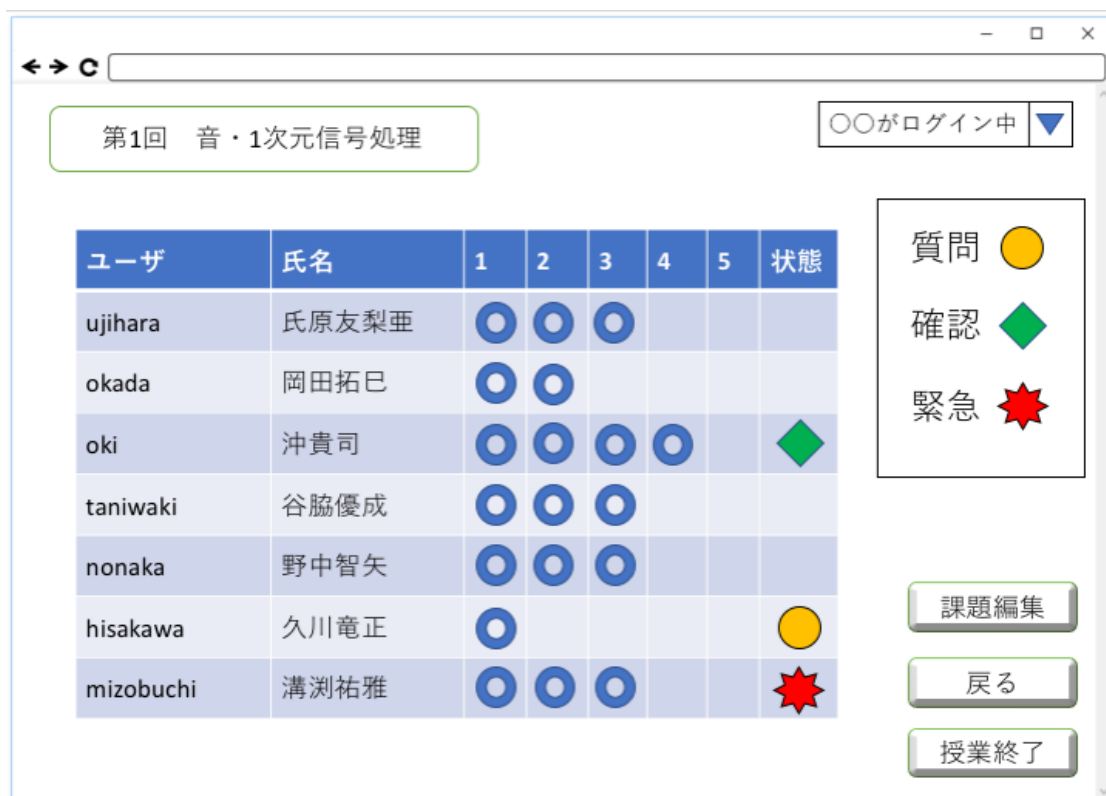 〇〇がログイン中
第1回　音・1次元信号処理
ユーザ 氏名 1 2 3 4 5 状態
ujihara 氏原友梨亜
okada 岡田拓巳
oki 沖貴司
taniwaki 谷脇優成
nonaka 野中智矢
hisakawa 久川竜正
mizobuchi 溝渕祐雅
質問
確認
緊急
課題編集
戻る
授業終了